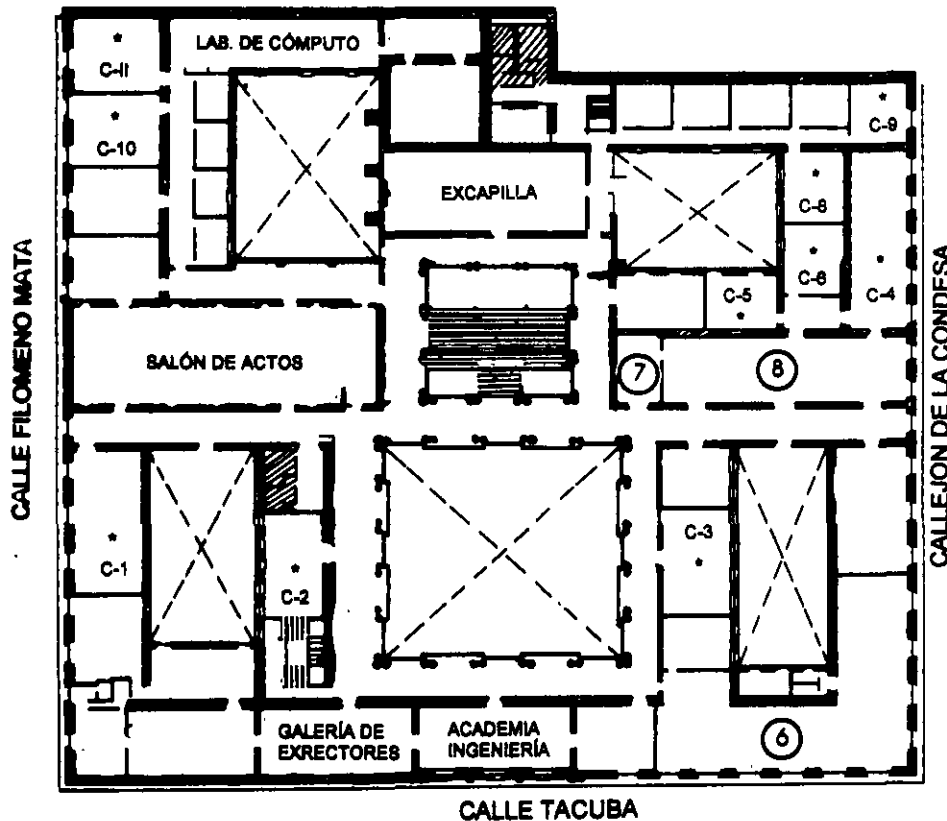 LAB. DE CÓMPUTO
*
C-11
*
C-10
*
C-9
EXCAPILLA
*
C-8
*
C-6
*
C-4
C-5
*
CALLE FILOMENO MATA
SALÓN DE ACTOS
7
8
CALLEJON DE LA CONDESA
*
C-1
*
C-2
C-3
*
GALERÍA DE
EXRECTORES
ACADEMIA
INGENIERÍA
6
CALLE TACUBA